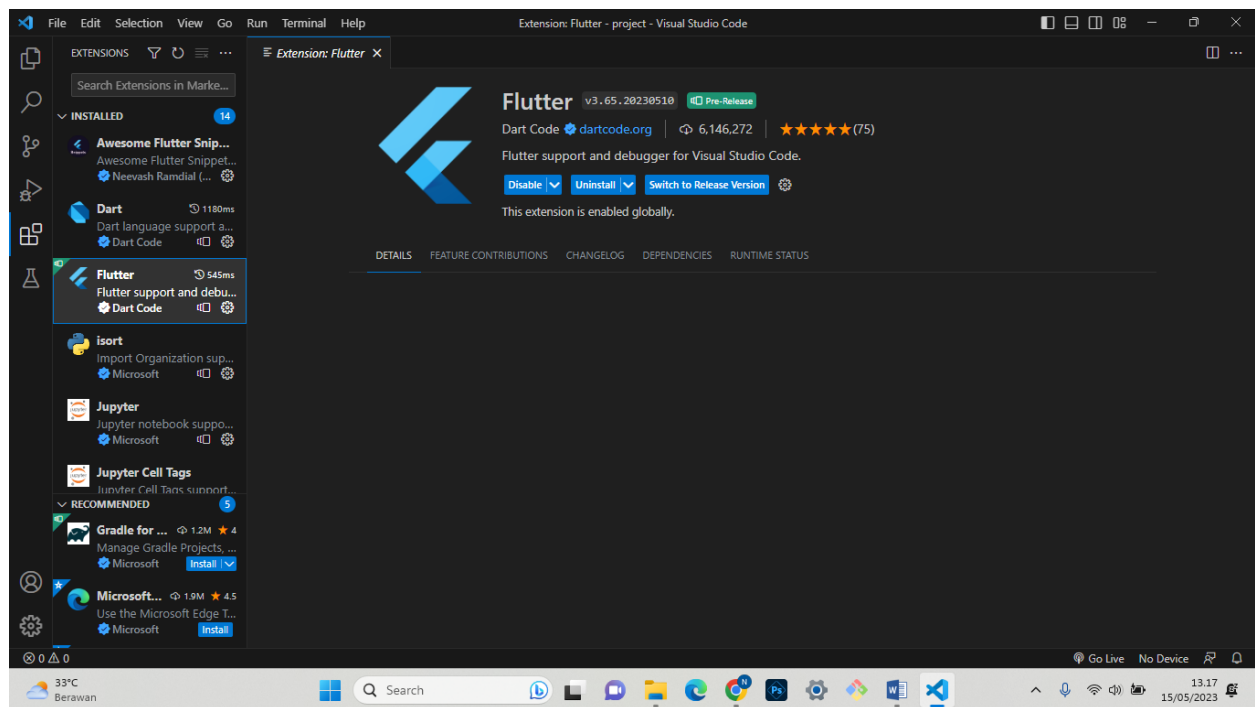 File Edit Selection View Go Run Terminal Help
Extension: Flutter - project - Visual Studio Code
EXTENSIONS
Extension: Flutter
Search Extensions in Marke...
INSTALLED 14
Awesome Flutter Snip...
Awesome Flutter Snippet...
Neevash Ramdial (...
Dart 1180ms
Dart language support a...
Dart Code
Flutter 545ms
Flutter support and debu...
Dart Code
isort
Import Organization sup...
Microsoft
Jupyter
Jupyter notebook suppo...
Microsoft
Jupyter Cell Tags
Jupyter Cell Tags support...
RECOMMENDED 5
Gradle for ... 1.2M ★ 4
Manage Gradle Projects, ...
Microsoft Install
Microsoft... 1.9M ★ 4.5
Use the Microsoft Edge T...
Microsoft Install
Flutter v3.65.20230510 Pre-Release
Dart Code dartcode.org 6,146,272 ★★★★★(75)
Flutter support and debugger for Visual Studio Code.
Disable Uninstall Switch to Release Version
This extension is enabled globally.
DETAILS FEATURE CONTRIBUTIONS CHANGELOG DEPENDENCIES RUNTIME STATUS
0 0
Go Live No Device
33°C
Berawan
Search
13.17
15/05/2023